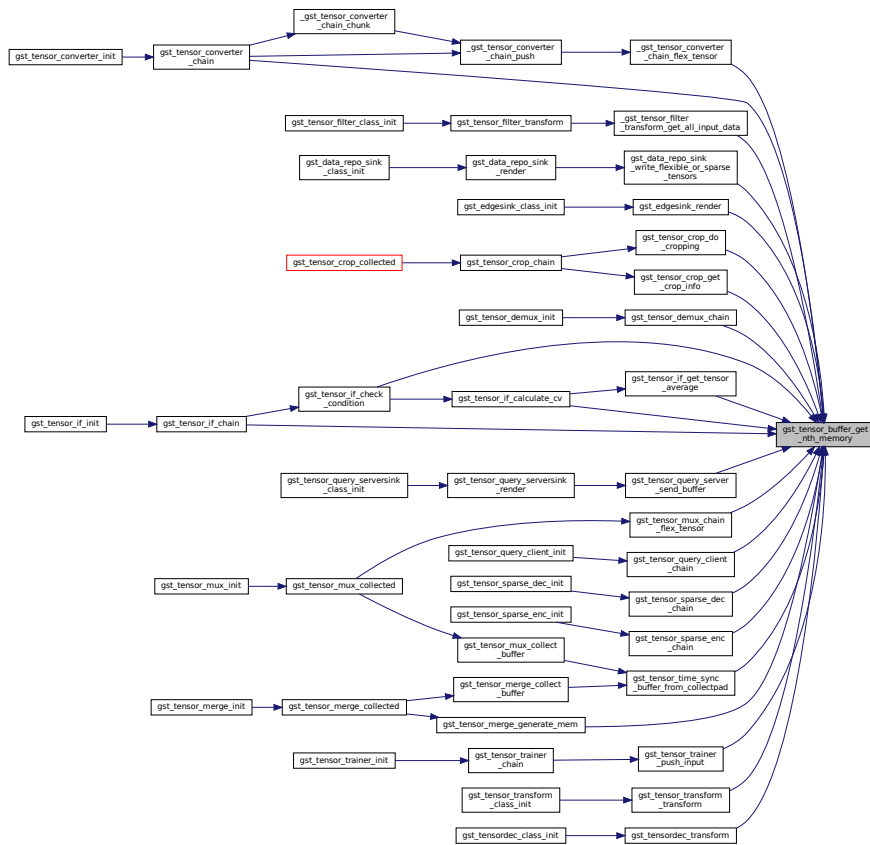 _gst_tensor_converter
_chain_chunk
gst_tensor_converter_init
gst_tensor_converter
_chain
_gst_tensor_converter
_chain_push
_gst_tensor_converter
_chain_flex_tensor
gst_tensor_filter_class_init
gst_tensor_filter_transform
_gst_tensor_filter
_transform_get_all_input_data
gst_data_repo_sink
_class_init
gst_data_repo_sink
_render
gst_data_repo_sink
_write_flexible_or_sparse
_tensors
gst_edgesink_class_init
gst_edgesink_render
gst_tensor_crop_do
_cropping
gst_tensor_crop_collected
gst_tensor_crop_chain
gst_tensor_crop_get
_crop_info
gst_tensor_demux_init
gst_tensor_demux_chain
gst_tensor_if_get_tensor
_average
gst_tensor_if_check
_condition
gst_tensor_if_calculate_cv
gst_tensor_if_init
gst_tensor_if_chain
gst_tensor_buffer_get
_nth_memory
gst_tensor_query_serversink
_class_init
gst_tensor_query_serversink
_render
gst_tensor_query_server
_send_buffer
gst_tensor_mux_chain
_flex_tensor
gst_tensor_query_client_init
gst_tensor_query_client
_chain
gst_tensor_mux_init
gst_tensor_mux_collected
gst_tensor_sparse_dec_init
gst_tensor_sparse_dec
_chain
gst_tensor_sparse_enc_init
gst_tensor_sparse_enc
_chain
gst_tensor_mux_collect
_buffer
gst_tensor_time_sync
_buffer_from_collectpad
gst_tensor_merge_collect
_buffer
gst_tensor_merge_init
gst_tensor_merge_collected
gst_tensor_merge_generate_mem
gst_tensor_trainer_init
gst_tensor_trainer
_chain
gst_tensor_trainer
_push_input
gst_tensor_transform
_class_init
gst_tensor_transform
_transform
gst_tensordec_class_init
gst_tensordec_transform